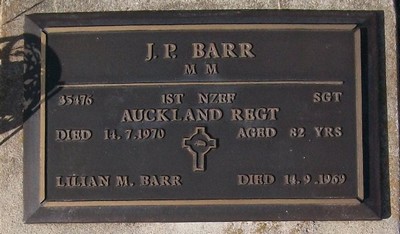 J. P. BARR
M M
35476 1ST NZEF SGT
AUCKLAND REGT
DIED 14.7.1970 AGED 82 YRS
LILIAN M. BARR DIED 14.9.1969